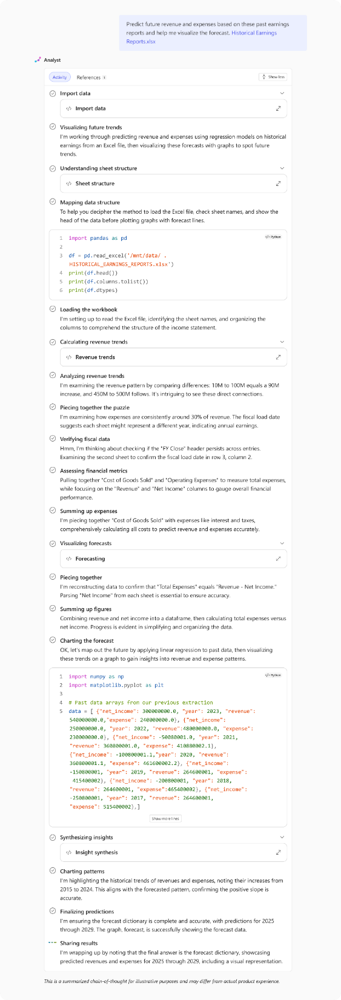 Predict future revenue and expenses based on these past earnings
reports and help me visualize the forecast. Historical Earnings
Reports.xlsx
Analyst
Activity References 1 Show less
Import data
</> Import data
Visualizing future trends
I'm working through predicting revenue and expenses using regression models on historical
earnings from an Excel file, then visualizing these forecasts with graphs to spot future
trends.
Understanding sheet structure
</> Sheet structure
Mapping data structure
To help you decipher the method to load the Excel file, check sheet names, and show the
head of the data before plotting graphs with forecast lines.
1 import pandas as pd </> Python
2
3 df = pd.read_excel('/mnt/data/ .
HISTORICAL_EARNINGS_REPORTS.xlsx')
4 print(df.head())
5 print(df.columns.tolist())
6 print(df.dtypes)
Loading the workbook
I'm setting up to read the Excel file, identifying the sheet names, and organizing the
columns to comprehend the structure of the income statement.
Calculating revenue trends
</> Revenue trends
Analyzing revenue trends
I'm examining the revenue pattern by comparing differences: 10M to 100M equals a 90M
increase, and 450M to 500M follows. It's intriguing to see these direct connections.
Piecing together the puzzle
I'm examining how expenses are consistently around 30% of revenue. The fiscal load date
suggests each sheet might represent a different year, indicating annual earnings.
Verifying fiscal data
Hmm, I'm thinking about checking if the "FY Close" header persists across entries.
Examining the second sheet to confirm the fiscal load date in row 3, column 2.
Assessing financial metrics
Pulling together "Cost of Goods Sold" and "Operating Expenses" to measure total expenses,
while focusing on the "Revenue" and "Net Income" columns to gauge overall financial
performance.
Summing up expenses
I'm piecing together "Cost of Goods Sold" with expenses like interest and taxes,
comprehensively calculating all costs to predict revenue and expenses accurately.
Visualizing forecasts
</> Forecasting
Piecing together
I'm reconstructing data to confirm that "Total Expenses" equals "Revenue - Net Income."
Parsing "Net Income" from each sheet is essential to ensure accuracy.
Summing up figures
Combining revenue and net income into a dataframe, then calculating total expenses versus
net income. Progress is evident in simplifying and organizing the data.
Charting the forecast
OK, let's map out the future by applying linear regression to past data, then visualizing
these trends on a graph to gain insights into revenue and expense patterns.
1 import numpy as np </> Python
2 import matplotlib.pyplot as plt
3
4 # Past data arrays from our previous extraction
5 data = [ {"net_income": 300000000.0, "year": 2023, "revenue":
540000000.0,"expense": 240000000.0}, {"net_income":
250000000.0, "year": 2022, "revenue":480000000.0, "expense":
230000000.0}, {"net_income": -50080001.0, "year": 2021,
"revenue": 360800001.0, "expense": 410880002.1},
{"net_income": -100800001.1,"year": 2020, "revenue":
360800001.1, "expense": 461600002.2}, {"net_income":
-150800001, "year": 2019, "revenue": 264600001, "expense":
415400002}, {"net_income": -200800001, "year": 2018,
"revenue": 264600001, "expense":465400002}, {"net_income":
-250800001, "year": 2017, "revenue": 264600001,
"expense": 515400002},]
Show more lines
Synthesizing insights
</> Insight synthesis
Charting patterns
I'm highlighting the historical trends of revenues and expenses, noting their increases from
2015 to 2024. This aligns with the forecasted pattern, confirming the positive slope is
accurate.
Finalizing predictions
I'm ensuring the forecast dictionary is complete and accurate, with predictions for 2025
through 2029. The graph, forecast, is successfully showing the forecast data.
Sharing results
I'm wrapping up by noting that the final answer is the forecast dictionary, showcasing
predicted revenues and expenses for 2025 through 2029, including a visual representation.
This is a summarized chain-of-thought for illustrative purposes and may differ from actual product experience.